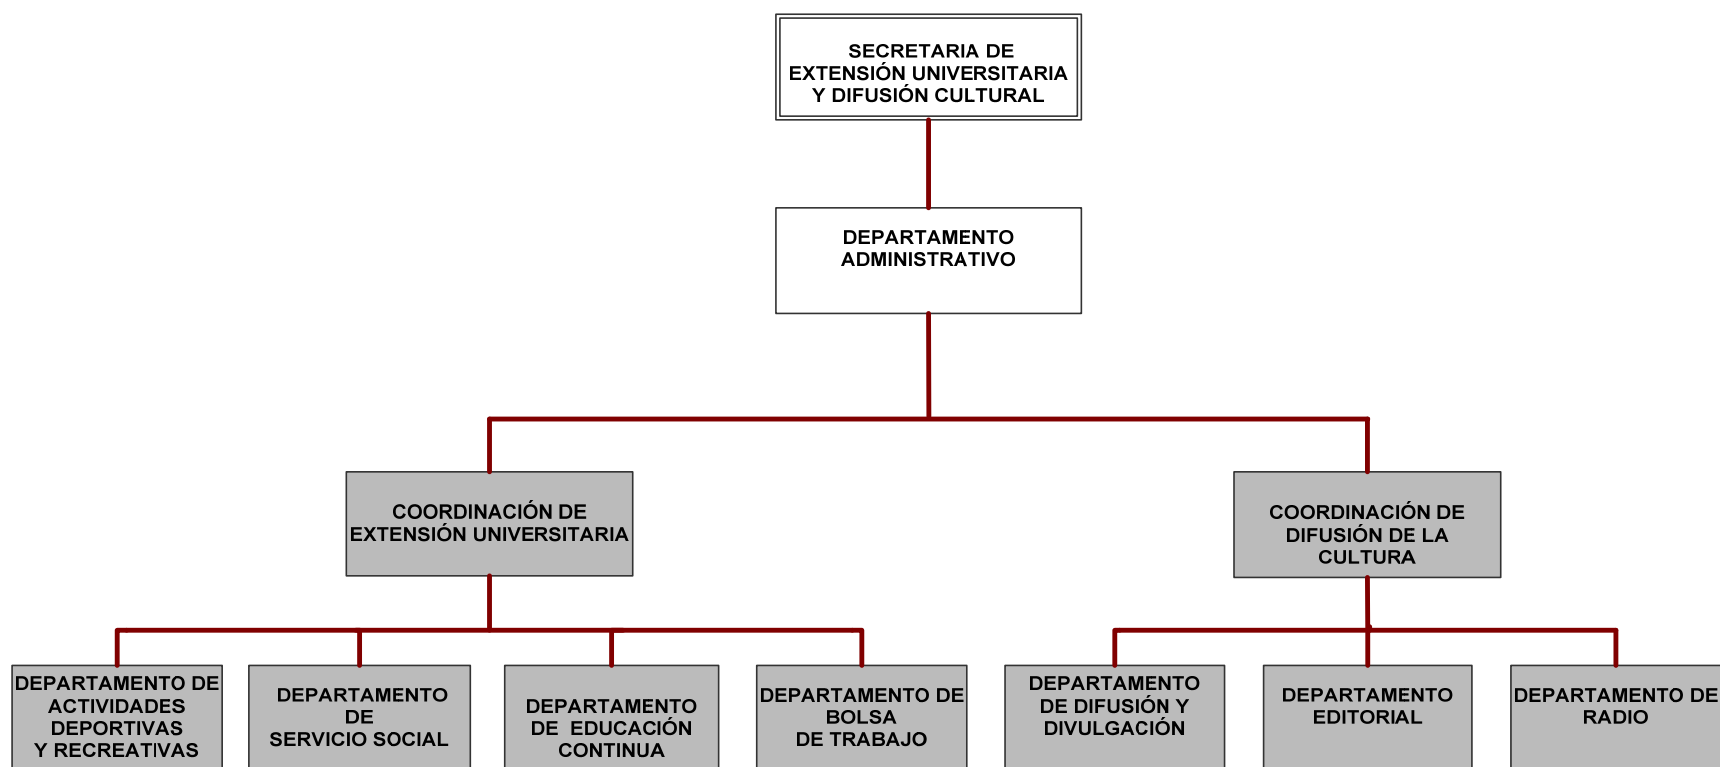 SECRETARIA DE
EXTENSIÓN UNIVERSITARIA
Y DIFUSIÓN CULTURAL
DEPARTAMENTO
ADMINISTRATIVO
COORDINACIÓN DE
EXTENSIÓN UNIVERSITARIA
COORDINACIÓN DE
DIFUSIÓN DE LA
CULTURA
DEPARTAMENTO DE
ACTIVIDADES
DEPORTIVAS
Y RECREATIVAS
DEPARTAMENTO
DE
SERVICIO SOCIAL
DEPARTAMENTO
DE EDUCACIÓN
CONTINUA
DEPARTAMENTO DE
BOLSA
DE TRABAJO
DEPARTAMENTO
DE DIFUSIÓN Y
DIVULGACIÓN
DEPARTAMENTO
EDITORIAL
DEPARTAMENTO DE
RADIO